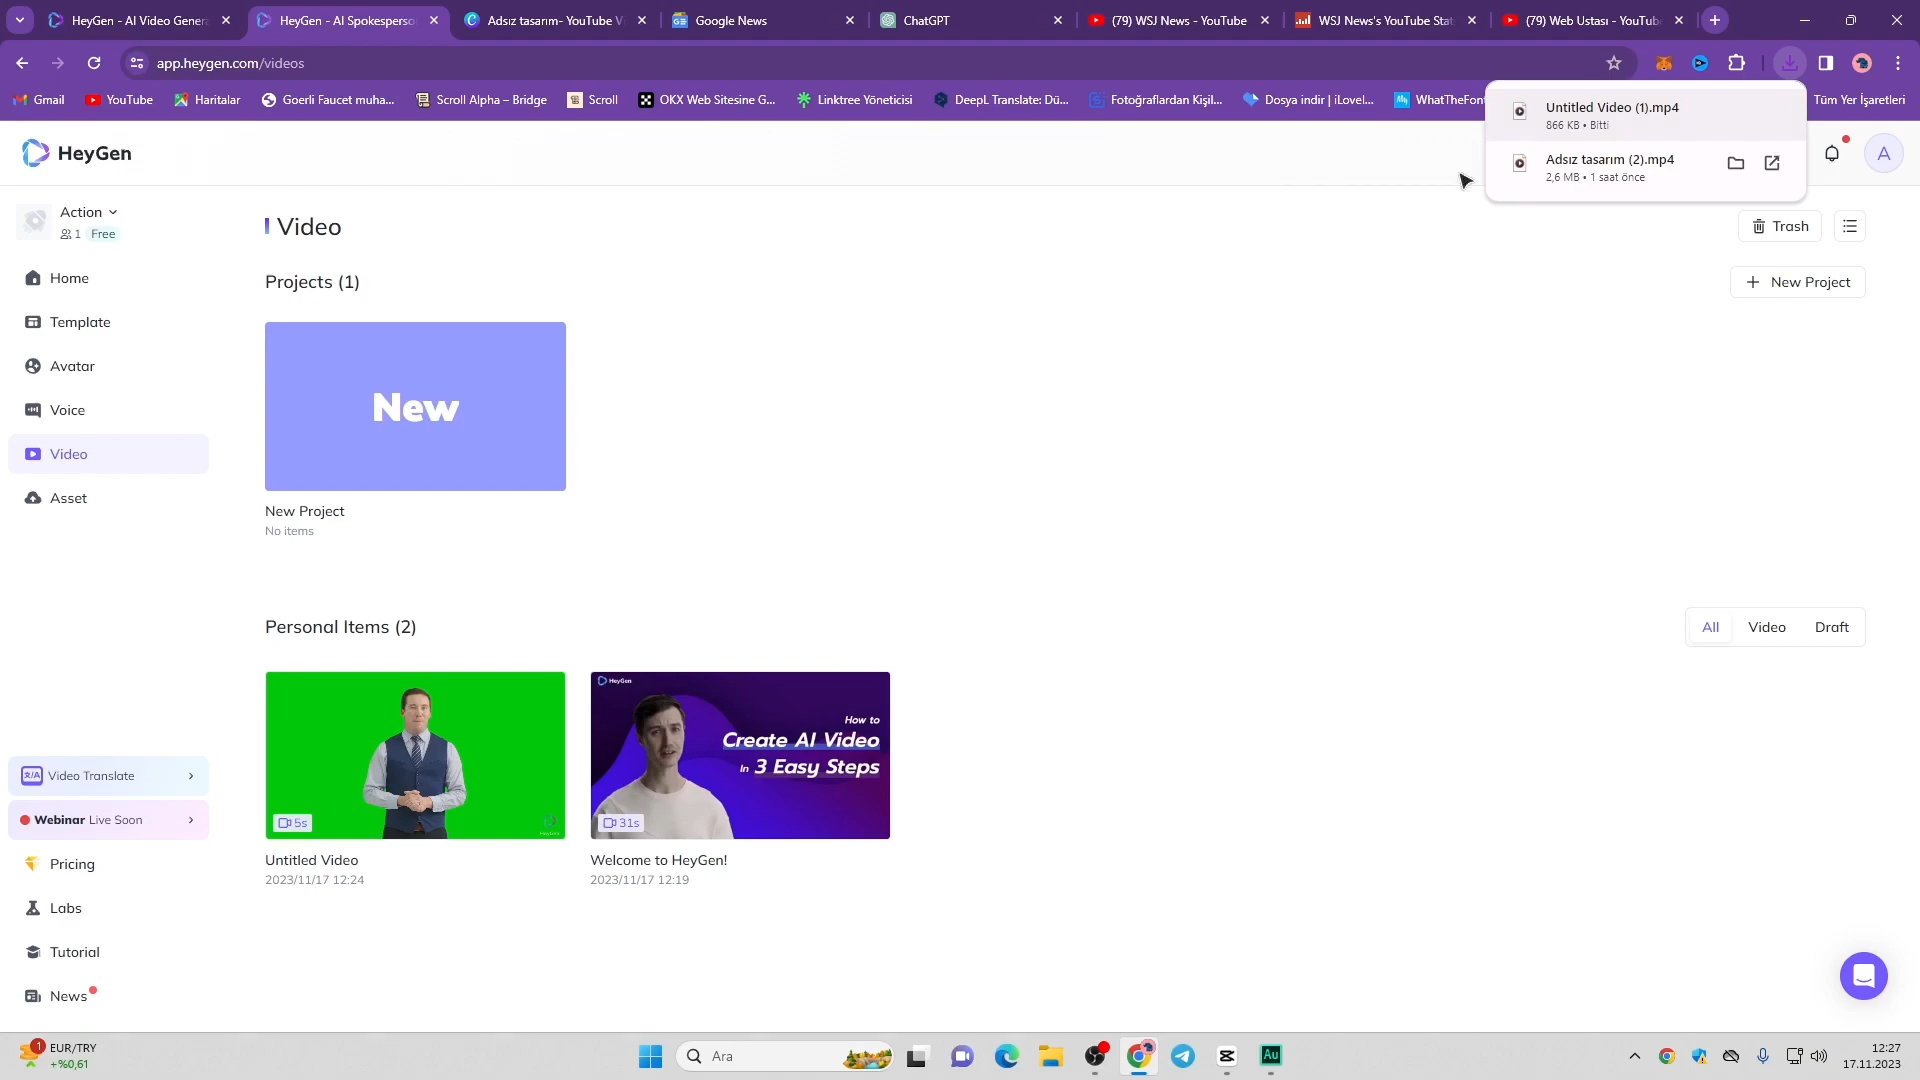 HeyGen - AI Video Genera
HeyGen - AI Spokesperso
Adsız tasarım- YouTube V
Google News
ChatGPT
(79) WSJ News - YouTube
WSJ News's YouTube Stat
(79) Web Ustası - YouTub
app.heygen.com/videos
Gmail
YouTube
Haritalar
Goerli Faucet muha...
Scroll Alpha – Bridge
Scroll
OKX Web Sitesine G...
Linktree Yöneticisi
DeepL Translate: Dü...
Fotoğraflardan Kişil...
Dosya indir | iLovel...
WhatTheFont
Tüm Yer İşaretleri
Untitled Video (1).mp4
866 KB • Bitti
Adsız tasarım (2).mp4
2,6 MB • 1 saat önce
HeyGen
A
Action
1 Free
Home
Template
Avatar
Voice
Video
Asset
Video Translate
Webinar Live Soon
Pricing
Labs
Tutorial
News
Video
Trash
Projects (1)
New Project
New
New Project
No items
Personal Items (2)
All
Video
Draft
5s
Untitled Video
2023/11/17 12:24
HeyGen
How to
Create AI Video
In 3 Easy Steps
31s
Welcome to HeyGen!
2023/11/17 12:19
1
EUR/TRY
+%0,61
Ara
Au
12:27
17.11.2023